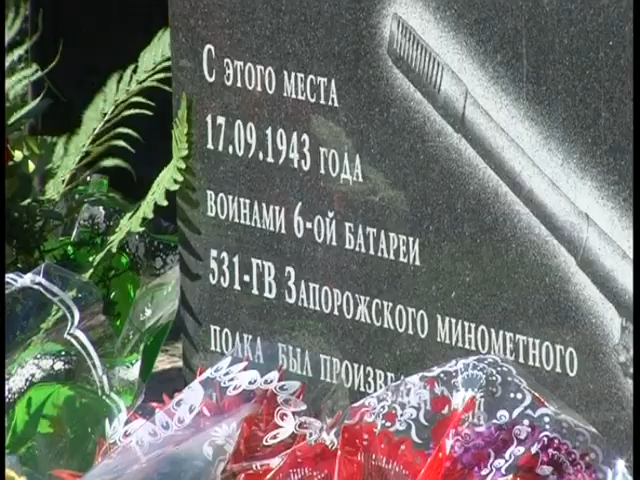 С ЭТОГО МЕСТА
17.09.1943 ГОДА
ВОИНАМИ 6-ОЙ БАТАРЕИ
531-ГВ ЗАПОРОЖСКОГО МИНОМЕТНОГО
ПОЛКА БЫЛ